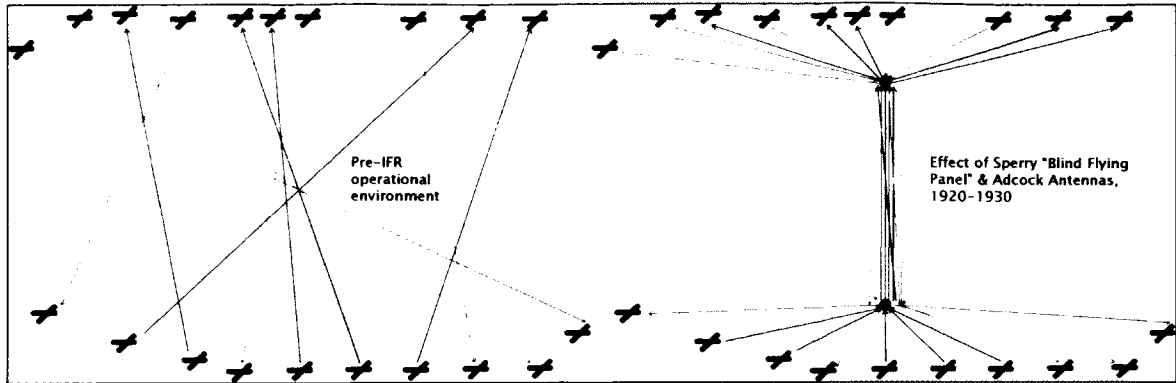 Pre-IFR
operational
environment
Effect of Sperry "Blind Flying
Panel" & Adcock Antennas,
1920-1930